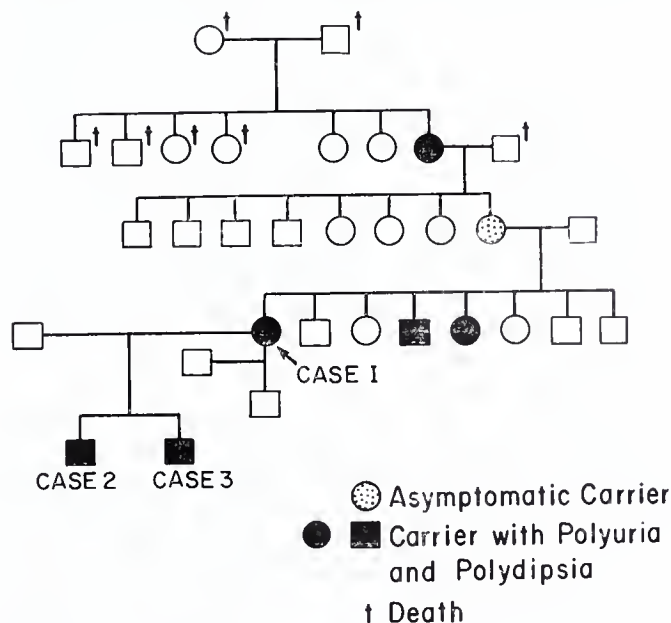 † †
† † † † †
CASE I
CASE 2 CASE 3
Asymptomatic Carrier
Carrier with Polyuria
and Polydipsia
† Death